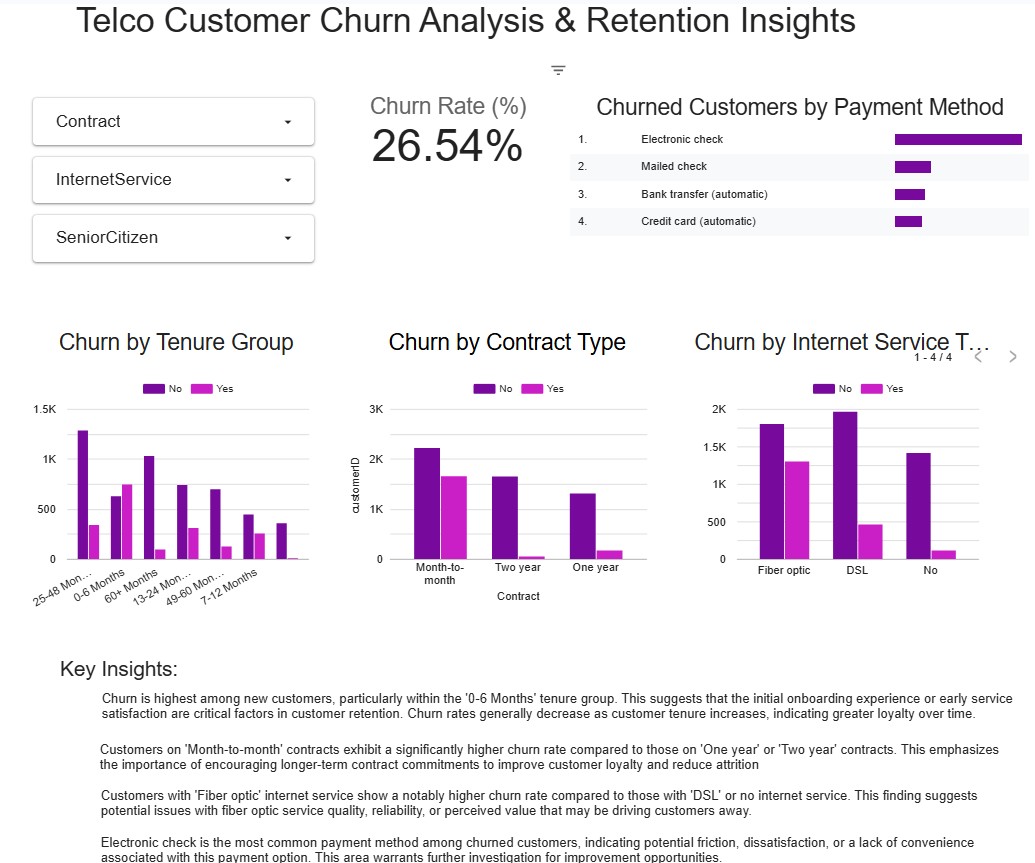 Telco Customer Churn Analysis & Retention Insights
Contract
InternetService
SeniorCitizen
Churn Rate (%)
26.54%
Churned Customers by Payment Method
1. Electronic check
2. Mailed check
3. Bank transfer (automatic)
4. Credit card (automatic)
1 - 4 / 4
Churn by Tenure Group
No Yes
1.5K
1K
500
0
25-48 Mon...
0-6 Months
60+ Months
13-24 Mon...
49-60 Mon...
7-12 Months
Churn by Contract Type
No Yes
customerID
3K
2K
1K
0
Month-to-
month
Two year
One year
Contract
Churn by Internet Service T...
No Yes
2K
1.5K
1K
500
0
Fiber optic
DSL
No
Key Insights:
Churn is highest among new customers, particularly within the '0-6 Months' tenure group. This suggests that the initial onboarding experience or early service
satisfaction are critical factors in customer retention. Churn rates generally decrease as customer tenure increases, indicating greater loyalty over time.
Customers on 'Month-to-month' contracts exhibit a significantly higher churn rate compared to those on 'One year' or 'Two year' contracts. This emphasizes
the importance of encouraging longer-term contract commitments to improve customer loyalty and reduce attrition
Customers with 'Fiber optic' internet service show a notably higher churn rate compared to those with 'DSL' or no internet service. This finding suggests
potential issues with fiber optic service quality, reliability, or perceived value that may be driving customers away.
Electronic check is the most common payment method among churned customers, indicating potential friction, dissatisfaction, or a lack of convenience
associated with this payment option. This area warrants further investigation for improvement opportunities.